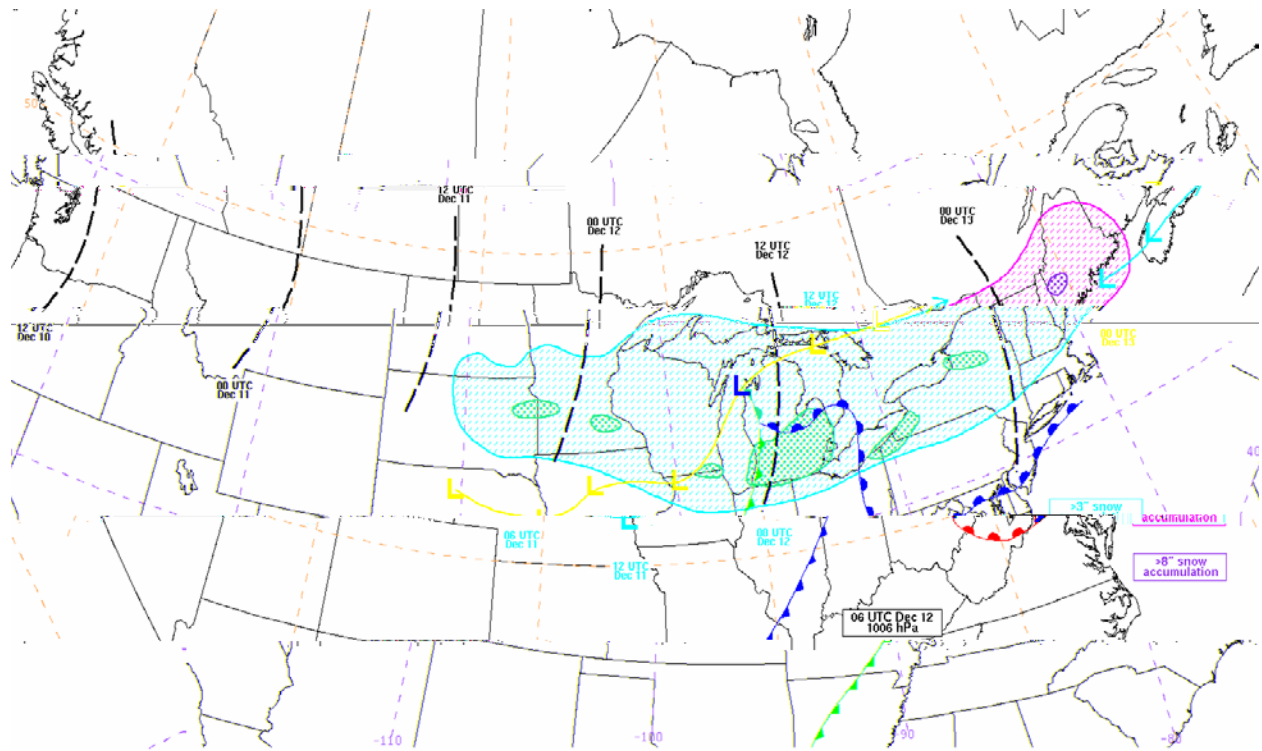 50
12 UTC
Dec 11
00 UTC
Dec 12
00 UTC
Dec 13
12 UTC
Dec 12
12 UTC
12 UTC
Dec 10
00 UTC
00 UTC
Dec 11
40
>3" snow
accumulation
06 UTC
Dec 11
00 UTC
Dec 12
12 UTC
Dec 11
>8" snow
accumulation
06 UTC Dec 12
1006 hPa
-110
-100
-90
-80